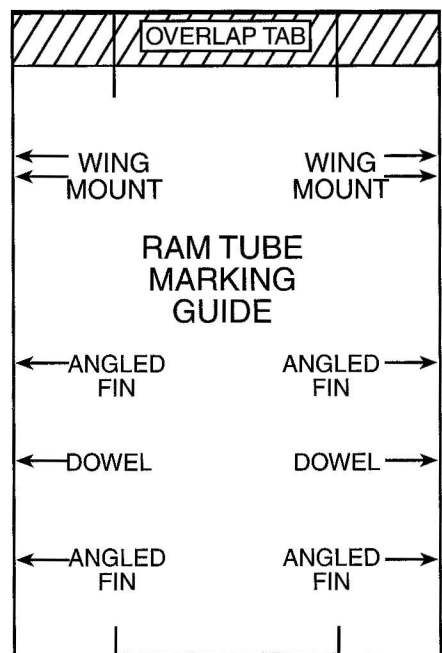 OVERLAP TAB
WING MOUNT
WING MOUNT
RAM TUBE
MARKING
GUIDE
ANGLED FIN
ANGLED FIN
DOWEL
DOWEL
ANGLED FIN
ANGLED FIN